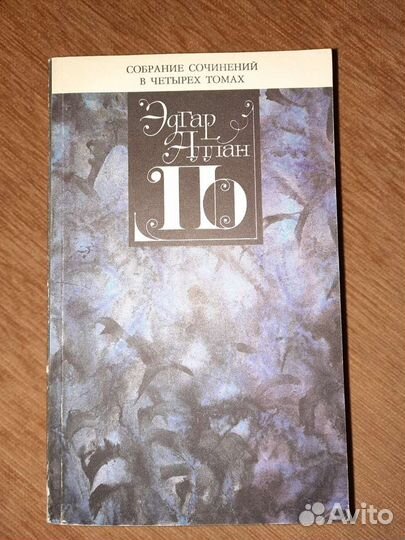 СОБРАНИЕ СОЧИНЕНИЙ
В ЧЕТЫРЕХ ТОМАХ
Эдгар
Аллан
По
Avito